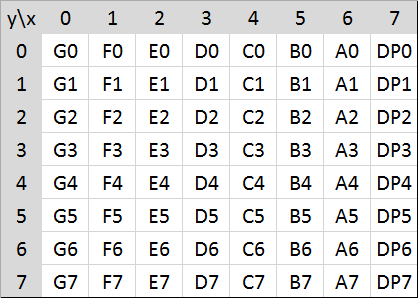 y\x 0 1 2 3 4 5 6 7
0 G0 F0 E0 D0 C0 B0 A0 DP0
1 G1 F1 E1 D1 C1 B1 A1 DP1
2 G2 F2 E2 D2 C2 B2 A2 DP2
3 G3 F3 E3 D3 C3 B3 A3 DP3
4 G4 F4 E4 D4 C4 B4 A4 DP4
5 G5 F5 E5 D5 C5 B5 A5 DP5
6 G6 F6 E6 D6 C6 B6 A6 DP6
7 G7 F7 E7 D7 C7 B7 A7 DP7